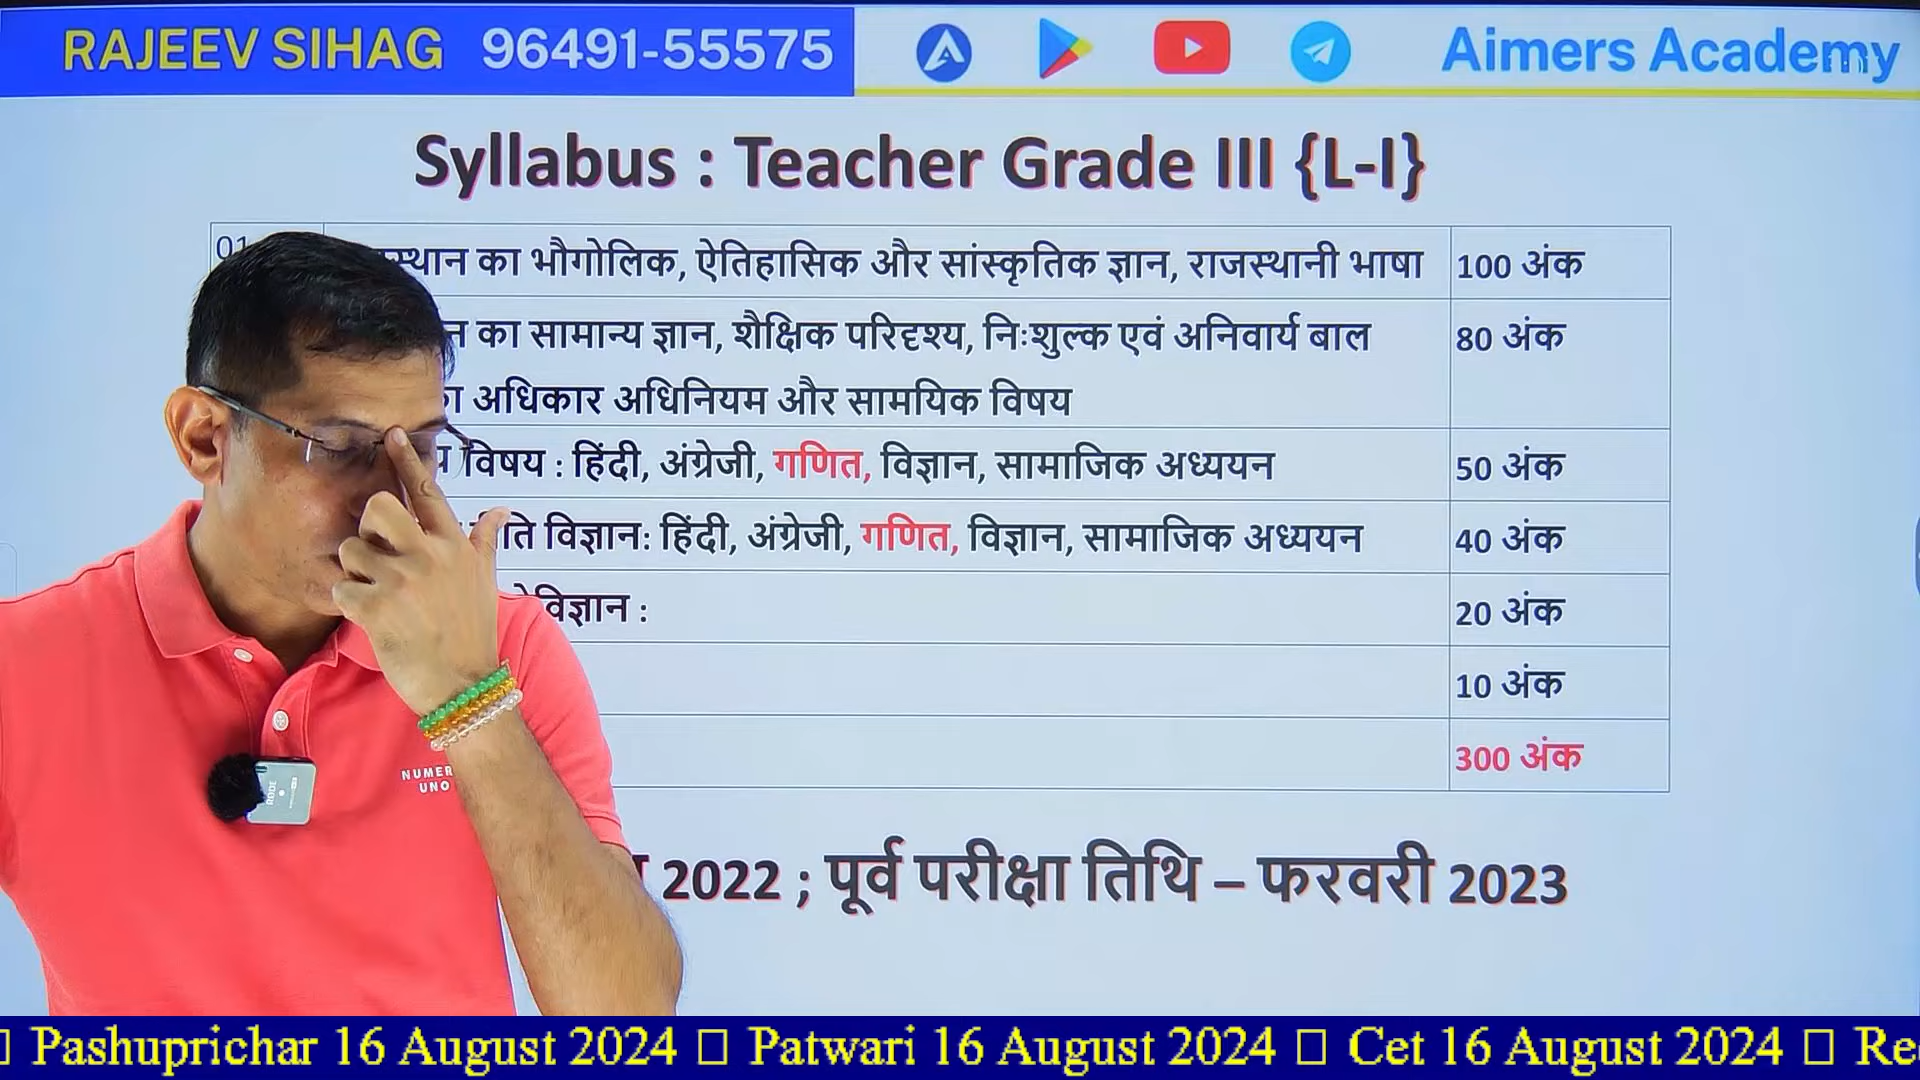 RAJEEV SIHAG 96491-55575 Aimers Academy
Syllabus : Teacher Grade III {L-I}
01 का भौगोलिक, ऐतिहासिक और सांस्कृतिक ज्ञान, राजस्थानी भाषा 100 अंक
का सामान्य ज्ञान, शैक्षिक परिदृश्य, निःशुल्क एवं अनिवार्य बाल 80 अंक
अधिकार अधिनियम और सामयिक विषय
विषय : हिंदी, अंग्रेजी, गणित, विज्ञान, सामाजिक अध्ययन 50 अंक
विज्ञान: हिंदी, अंग्रेजी, गणित, विज्ञान, सामाजिक अध्ययन 40 अंक
20 अंक
10 अंक
300 अंक
2022 ; पूर्व परीक्षा तिथि – फरवरी 2023
RODE
NUMER
UNO
Pashuprichar 16 August 2024 Patwari 16 August 2024 Cet 16 August 2024